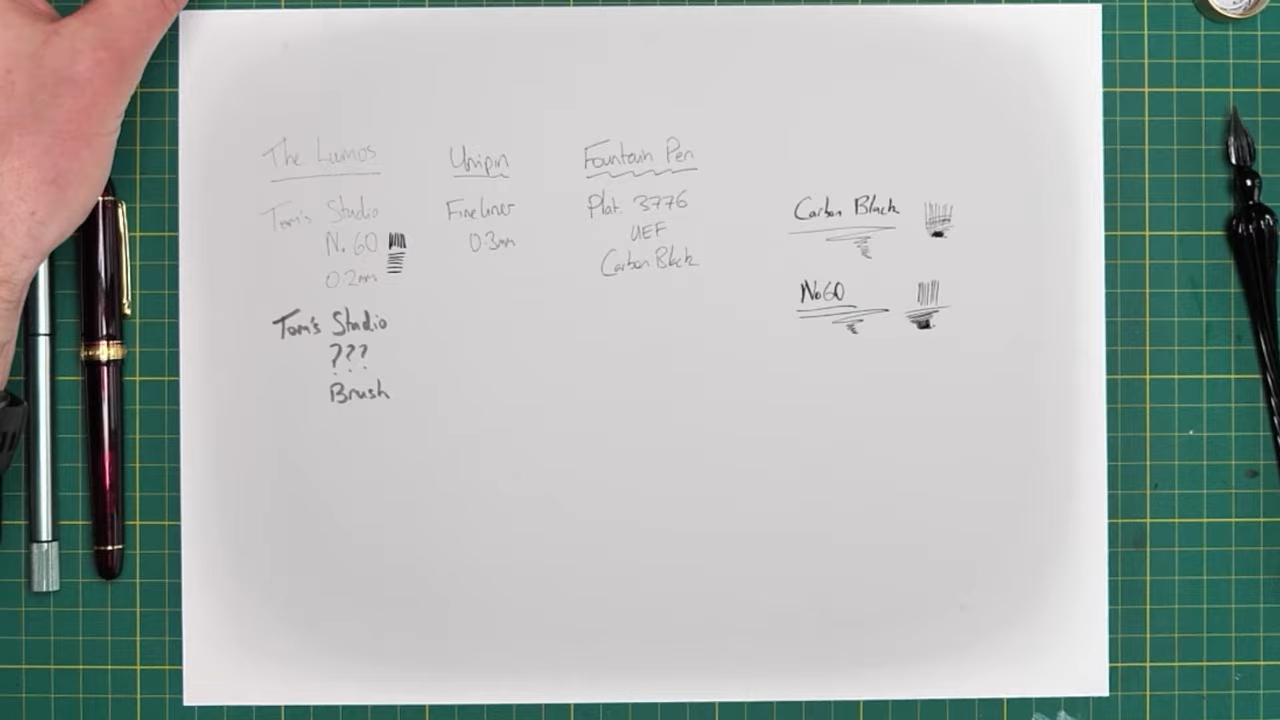 The Lumos
Tom's Studio
No. 60
0.2mm
Tom's Studio
???
Brush
Unipin
Fineliner
0.3mm
Fountain Pen
Plat. 3776
UEF
Carbon Black
Carbon Black
No60